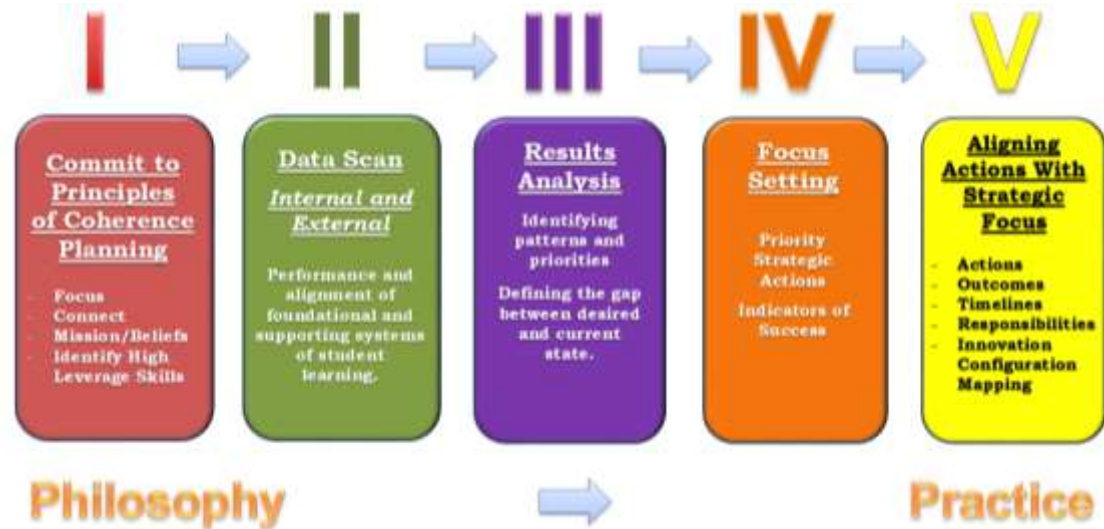 I
II
III
IV
V
Commit to
Principles
of Coherence
Planning
- Focus
- Connect
- Mission/Beliefs
- Identify High
Leverage Skills
Data Scan
Internal and
External
Performance and
alignment of
foundational and
supporting systems
of student
learning.
Results
Analysis
Identifying
patterns and
priorities
Defining the gap
between desired
and current
state.
Focus
Setting
Priority
Strategic
Actions
Indicators of
Success
Aligning
Actions With
Strategic
Focus
- Actions
- Outcomes
- Timelines
- Responsibilities
- Innovation
Configuration
Mapping
Philosophy
Practice